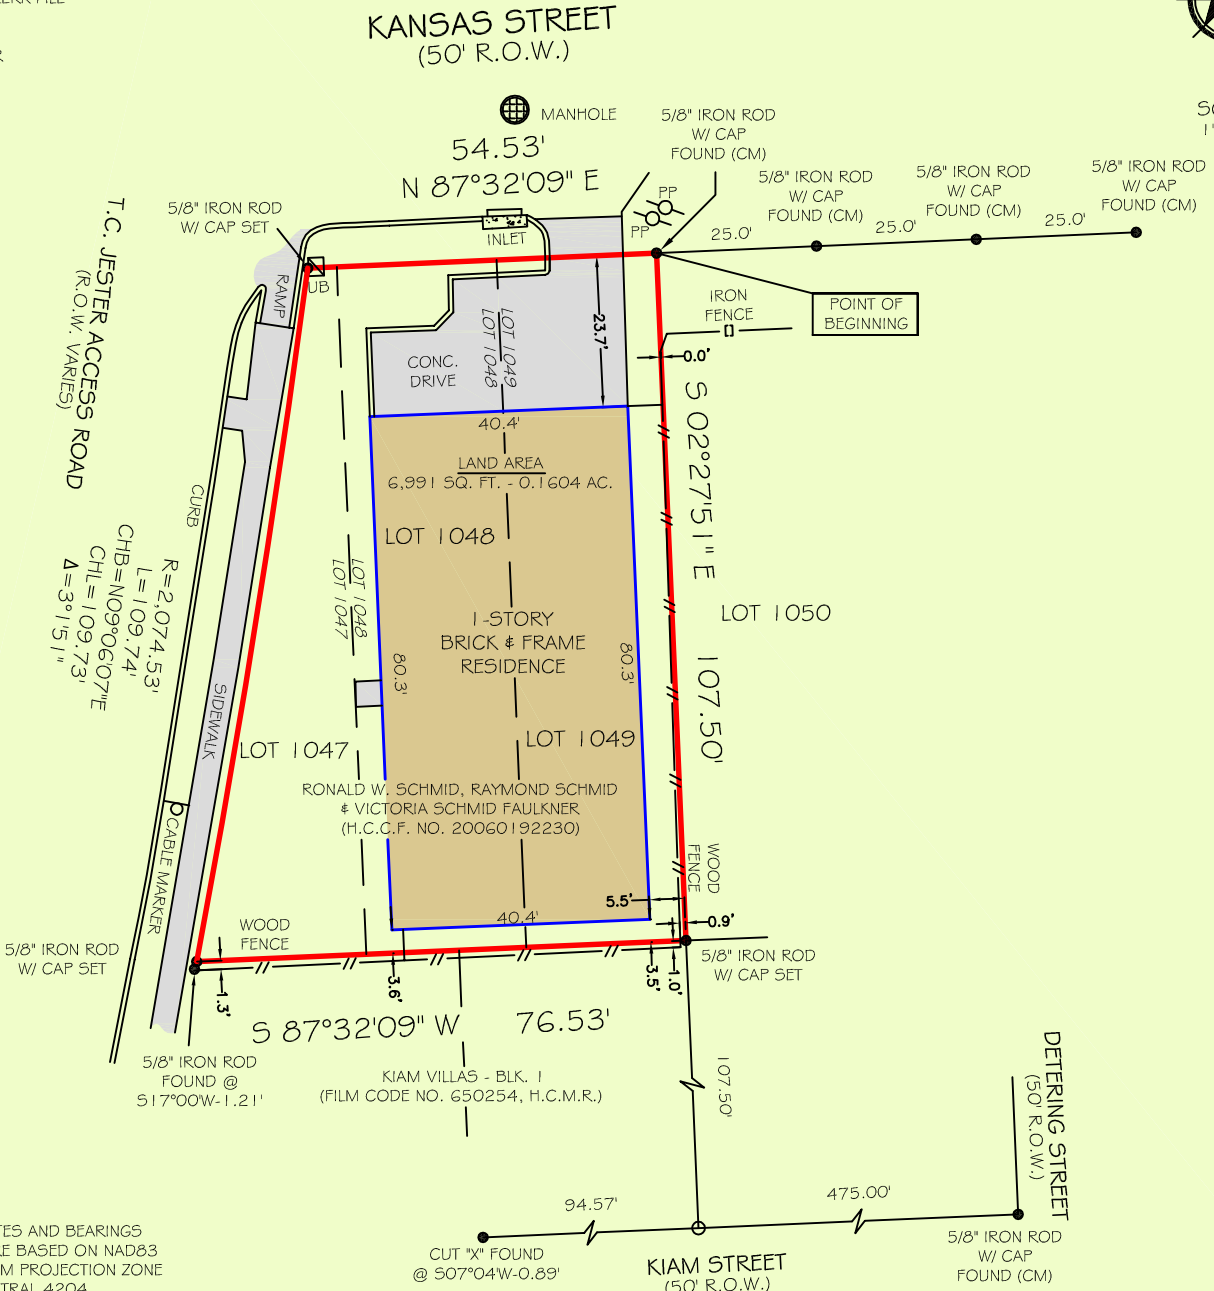 KANSAS STREET
(50' R.O.W.)
MANHOLE
54.53'
N 87°32'09" E
5/8" IRON ROD
W/ CAP
FOUND (CM)
5/8" IRON ROD
W/ CAP
FOUND (CM)
5/8" IRON ROD
W/ CAP
FOUND (CM)
5/8" IRON ROD
W/ CAP
FOUND (CM)
5/8" IRON ROD
W/ CAP SET
PP
PP
25.0'
25.0'
25.0'
INLET
UB
RAMP
T.C. JESTER ACCESS ROAD
(R.O.W. VARIES)
IRON
FENCE
POINT OF
BEGINNING
LOT 1049
LOT 1048
23.7'
0.0'
CONC.
DRIVE
40.4'
LAND AREA
6,991 SQ. FT. - 0.1604 AC.
S 02°27'51" E
107.50'
CURB
LOT 1048
LOT 1048
LOT 1047
R=2,074.53'
L=109.74'
CHB=N09°06'07"E
CHL=109.73'
Δ=3°1'51"
1-STORY
BRICK & FRAME
RESIDENCE
LOT 1050
80.3'
80.3'
SIDEWALK
LOT 1047
LOT 1049
RONALD W. SCHMID, RAYMOND SCHMID
& VICTORIA SCHMID FAULKNER
(H.C.C.F. NO. 20060192230)
CABLE MARKER
WOOD
FENCE
5.5'
0.9'
40.4'
WOOD
FENCE
5/8" IRON ROD
W/ CAP SET
5/8" IRON ROD
W/ CAP SET
1.3'
3.6'
3.5'
1.0'
S 87°32'09" W
76.53'
5/8" IRON ROD
FOUND @
S17°00'W-1.21'
KIAM VILLAS - BLK. 1
(FILM CODE NO. 650254, H.C.M.R.)
107.50'
DETERING STREET
(50' R.O.W.)
94.57'
475.00'
CUT "X" FOUND
@ S07°04'W-0.89'
KIAM STREET
(50' R.O.W.)
5/8" IRON ROD
W/ CAP
FOUND (CM)
AND BEARINGS
BASED ON NAD83
PROJECTION ZONE
4204